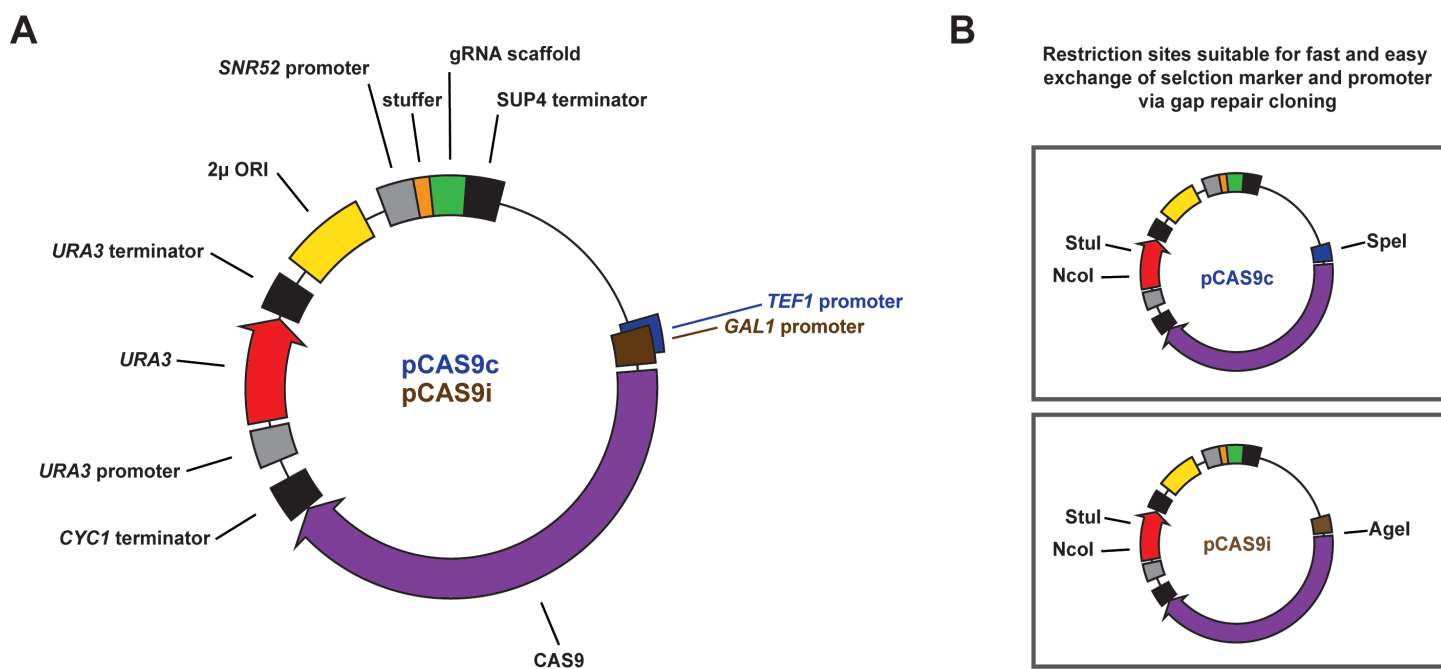 A
SNR52 promoter
gRNA scaffold
stuffer
SUP4 terminator
2µ ORI
URA3 terminator
TEF1 promoter
GAL1 promoter
URA3
pCAS9c
pCAS9i
URA3 promoter
CYC1 terminator
CAS9
B
Restriction sites suitable for fast and easy
exchange of selction marker and promoter
via gap repair cloning
StuI
NcoI
pCAS9c
SpeI
StuI
NcoI
pCAS9i
AgeI